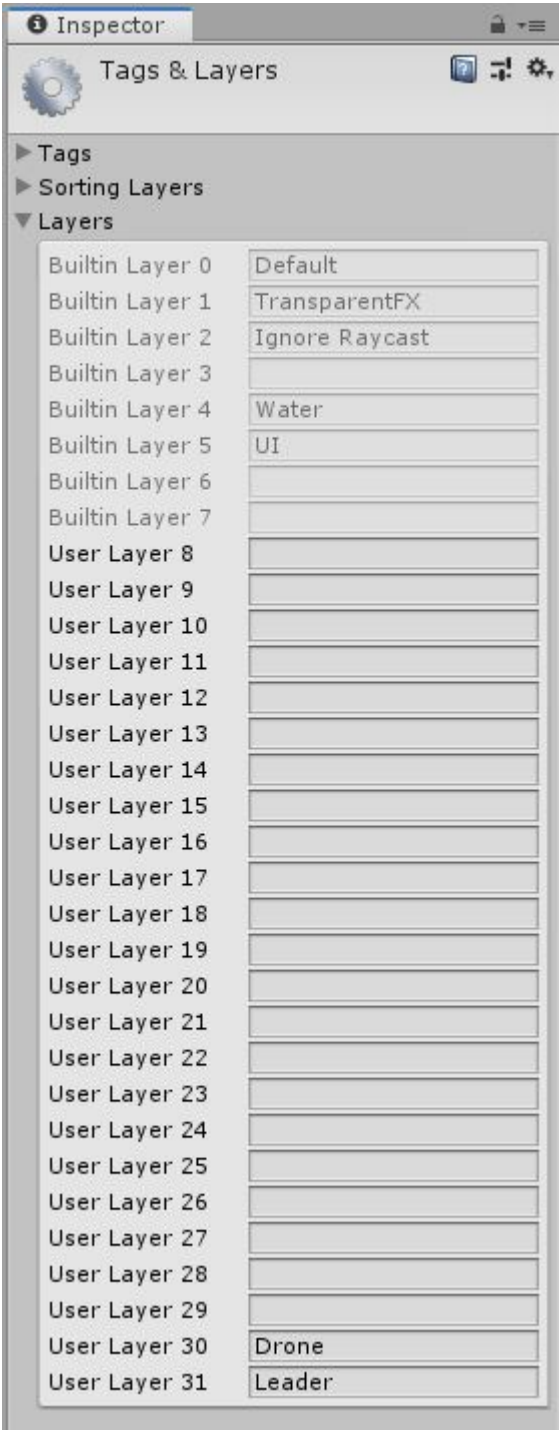 Inspector
Tags & Layers
Tags
Sorting Layers
Layers
Builtin Layer 0 Default
Builtin Layer 1 TransparentFX
Builtin Layer 2 Ignore Raycast
Builtin Layer 3
Builtin Layer 4 Water
Builtin Layer 5 UI
Builtin Layer 6
Builtin Layer 7
User Layer 8
User Layer 9
User Layer 10
User Layer 11
User Layer 12
User Layer 13
User Layer 14
User Layer 15
User Layer 16
User Layer 17
User Layer 18
User Layer 19
User Layer 20
User Layer 21
User Layer 22
User Layer 23
User Layer 24
User Layer 25
User Layer 26
User Layer 27
User Layer 28
User Layer 29
User Layer 30 Drone
User Layer 31 Leader